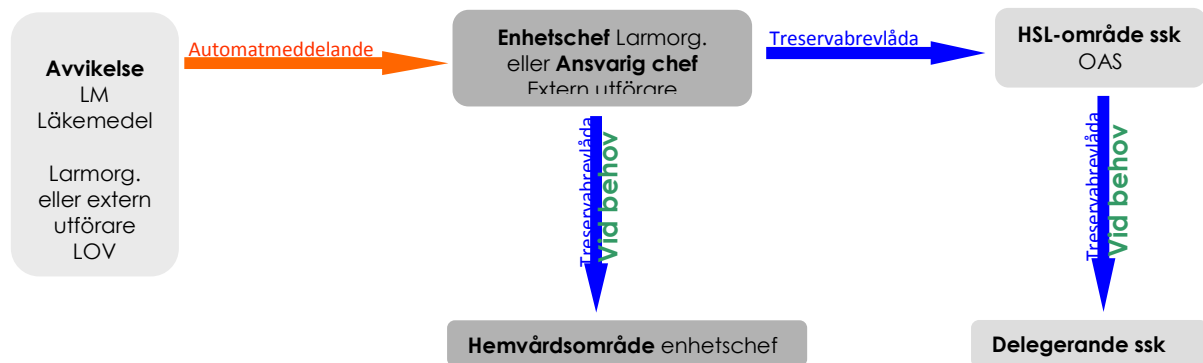 Avvikelse
LM
Läkemedel
Larmorg.
eller extern
utförare
LOV
Automatmeddelande
Enhetschef Larmorg.
eller Ansvarig chef
Extern utförare
Treservabrevlåda
HSL-område ssk
OAS
Treservabrevlåda
Vid behov
Treservabrevlåda
Vid behov
Hemvårdsområde enhetschef
Delegerande ssk